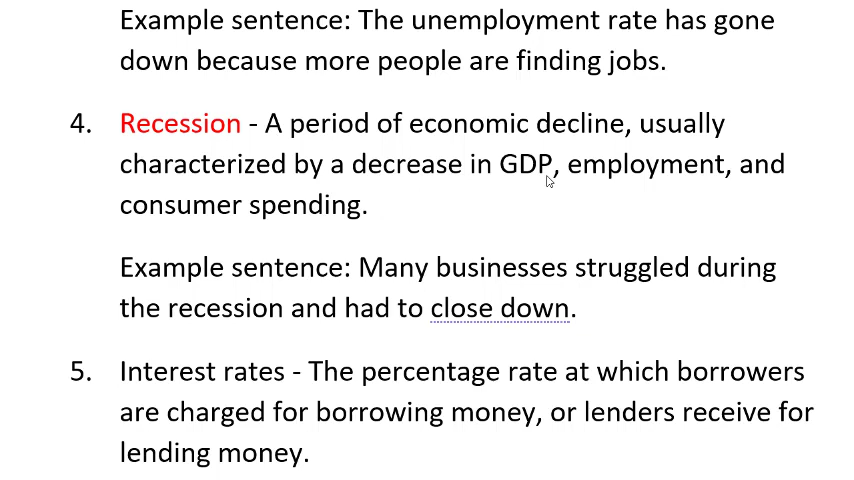 Example sentence: The unemployment rate has gone
down because more people are finding jobs.
4. Recession - A period of economic decline, usually
characterized by a decrease in GDP, employment, and
consumer spending.
Example sentence: Many businesses struggled during
the recession and had to close down.
5. Interest rates - The percentage rate at which borrowers
are charged for borrowing money, or lenders receive for
lending money.